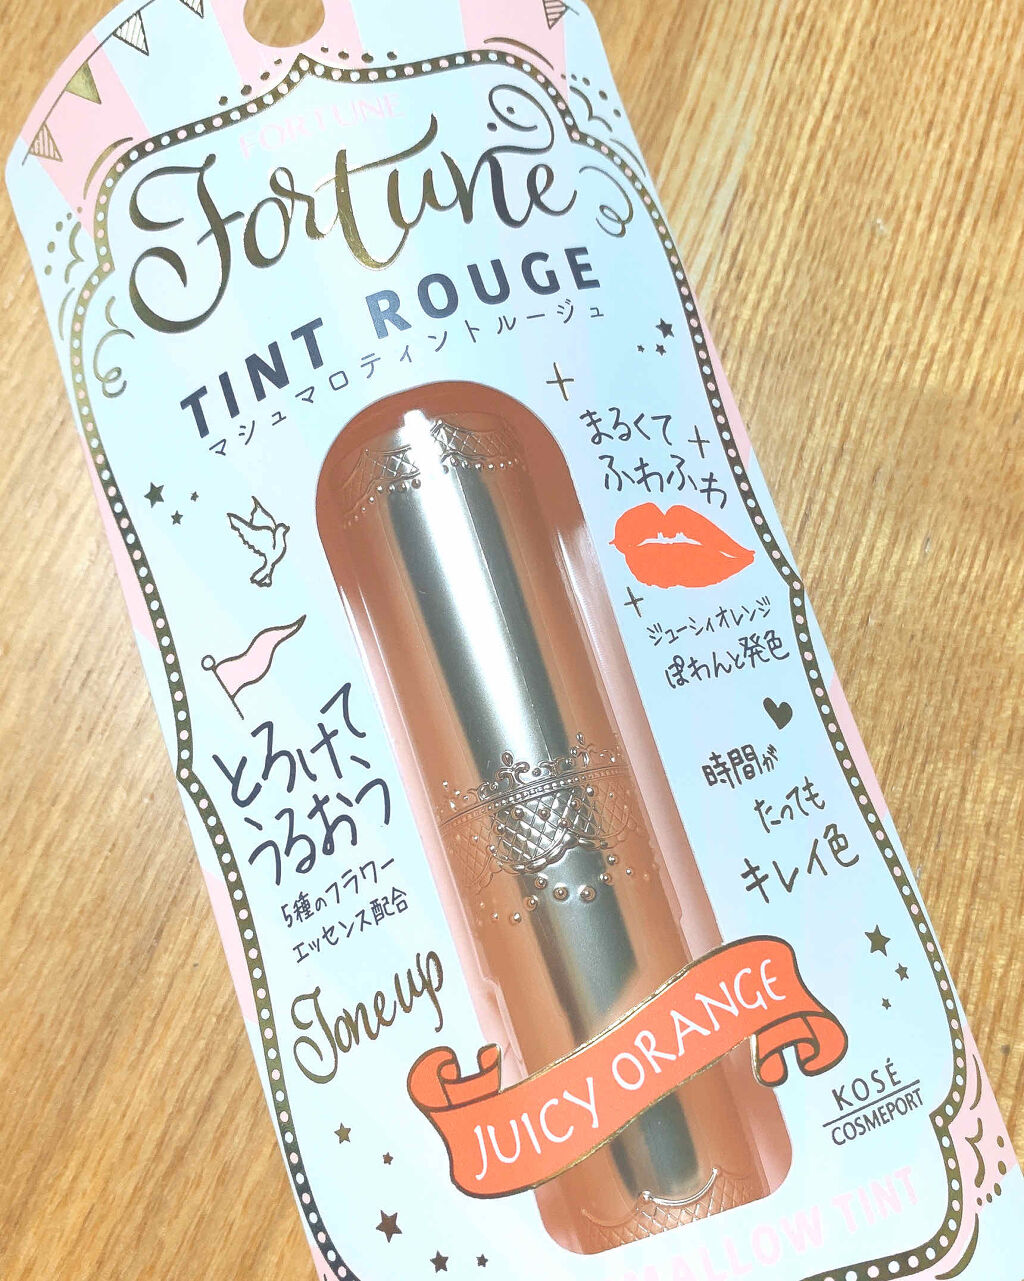 FORTUNE
Fortune
TINT ROUGE
マシュマロティントルージュ
まるくて
ふわふわ
ジューシィオレンジ
ぽわんと発色
とろけて、
うるおう
5種のフラワー
エッセンス配合
時間が
たっても
キレイ色
Tone up
JUICY ORANGE
KOSÉ
COSMEPORT
MALLOW TINT